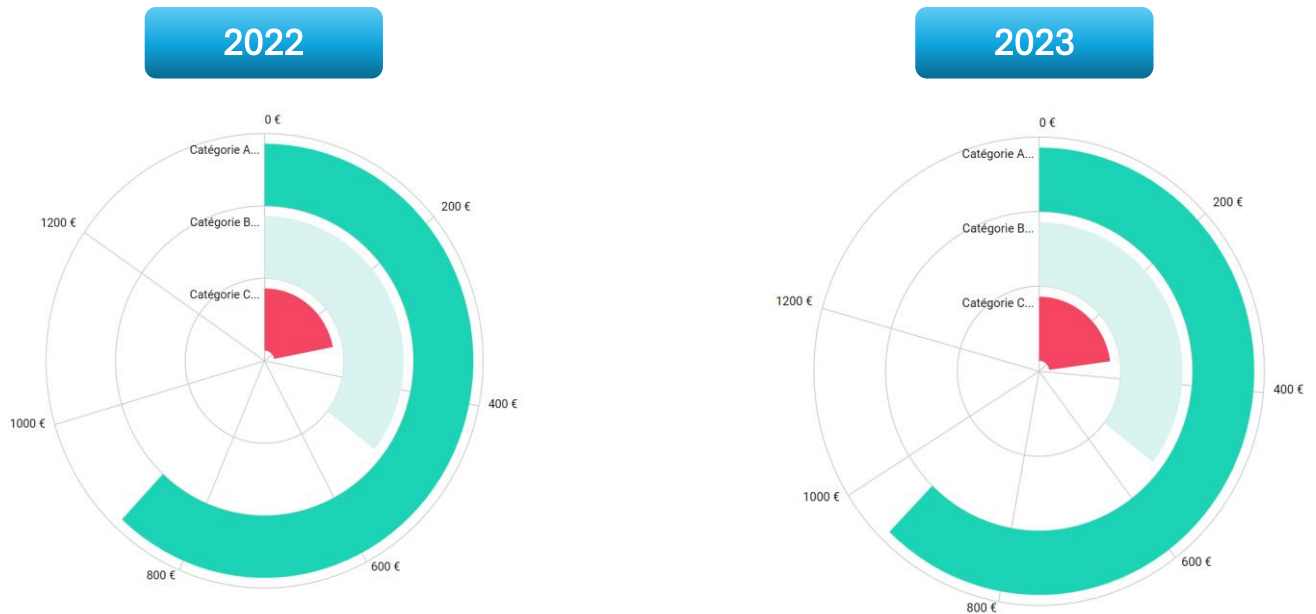 2022
0 €
Catégorie A...
200 €
Catégorie B...
1200 €
Catégorie C...
400 €
1000 €
600 €
800 €
2023
0 €
Catégorie A...
200 €
Catégorie B...
1200 €
Catégorie C...
400 €
1000 €
600 €
800 €